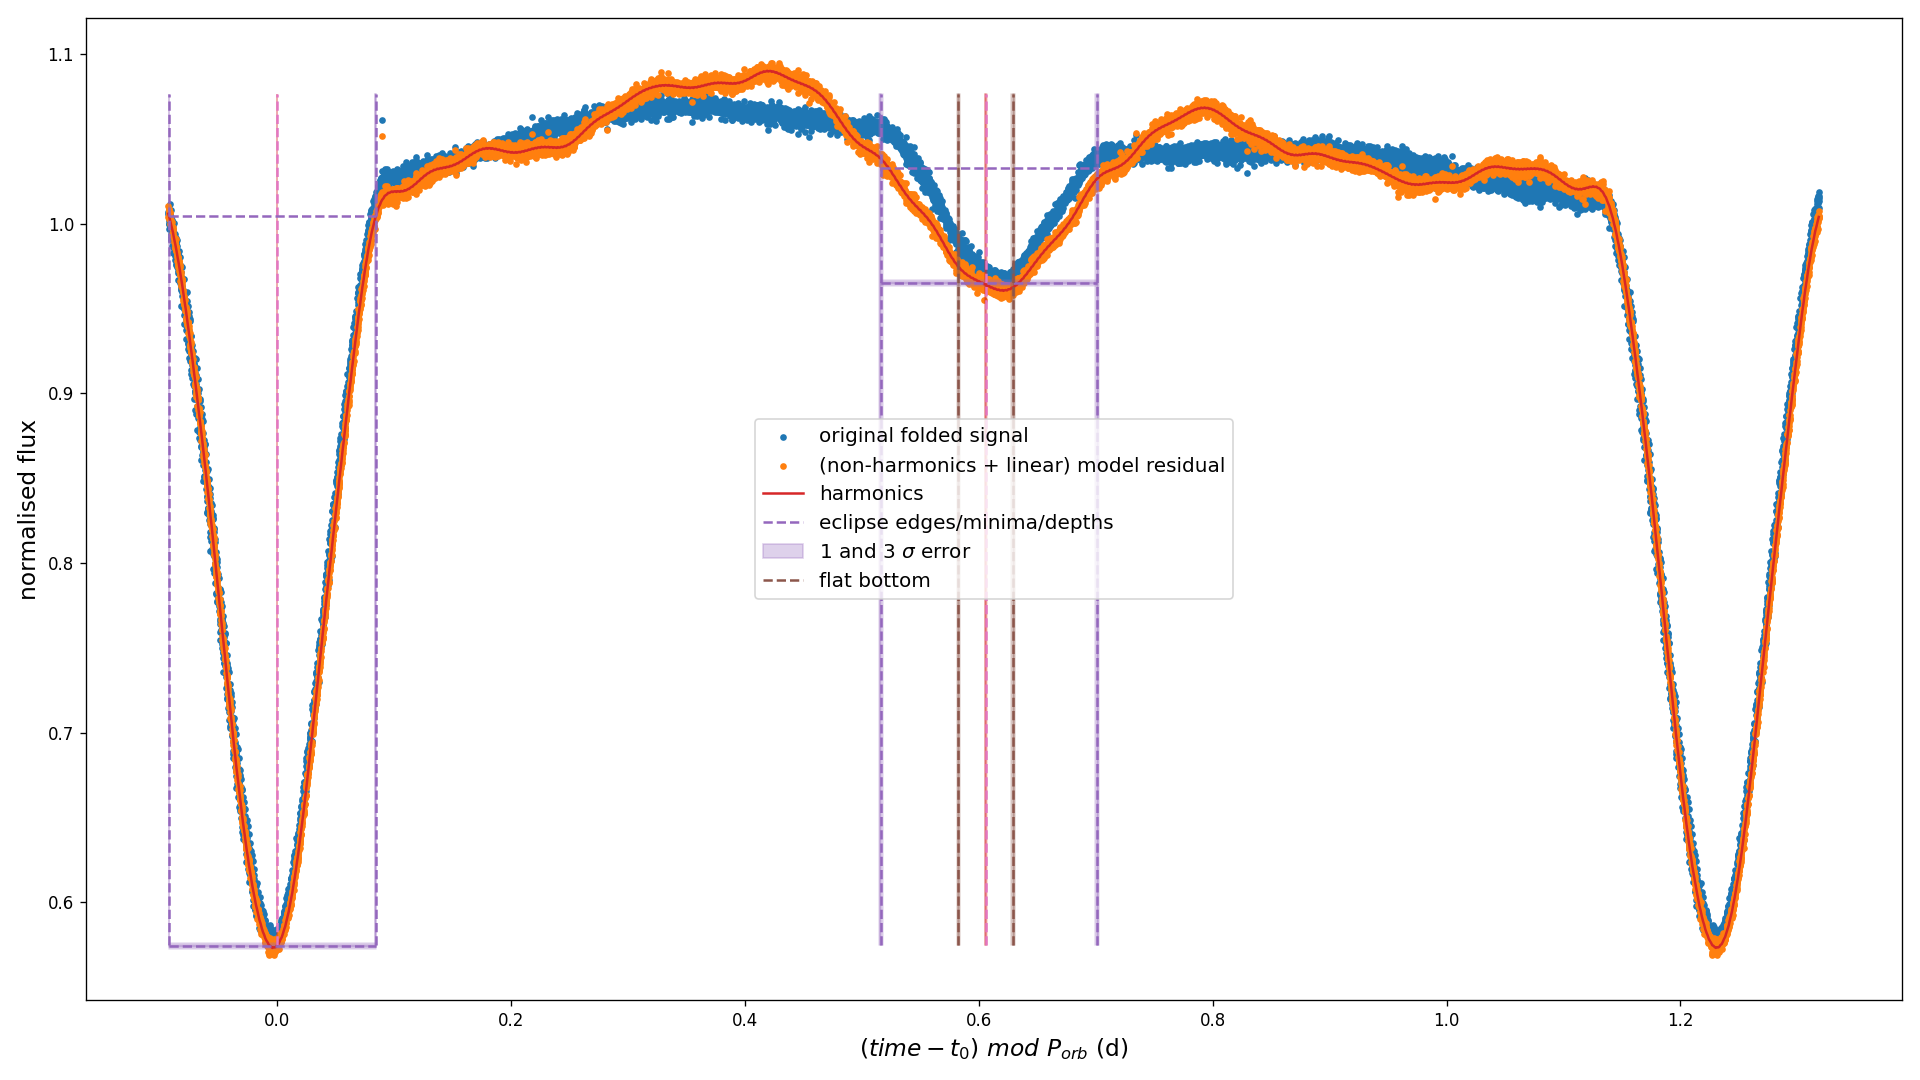 1.1
1.0
0.9
0.8
0.7
0.6
normalised flux
original folded signal
(non-harmonics + linear) model residual
harmonics
eclipse edges/minima/depths
1 and 3 σ error
flat bottom
0.0 0.2 0.4 0.6 0.8 1.0 1.2
(time − t₀) mod P_orb (d)